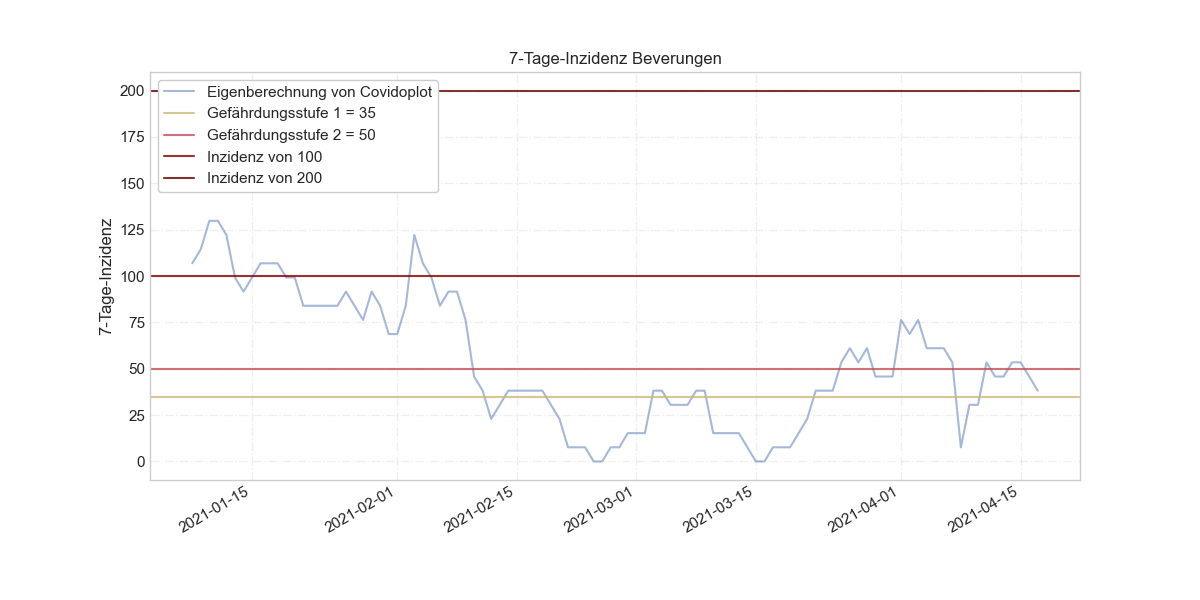 7-Tage-Inzidenz Beverungen
Eigenberechnung von Covidoplot
Gefährdungsstufe 1 = 35
Gefährdungsstufe 2 = 50
Inzidenz von 100
Inzidenz von 200
7-Tage-Inzidenz
200
175
150
125
100
75
50
25
0
2021-01-15
2021-02-01
2021-02-15
2021-03-01
2021-03-15
2021-04-01
2021-04-15